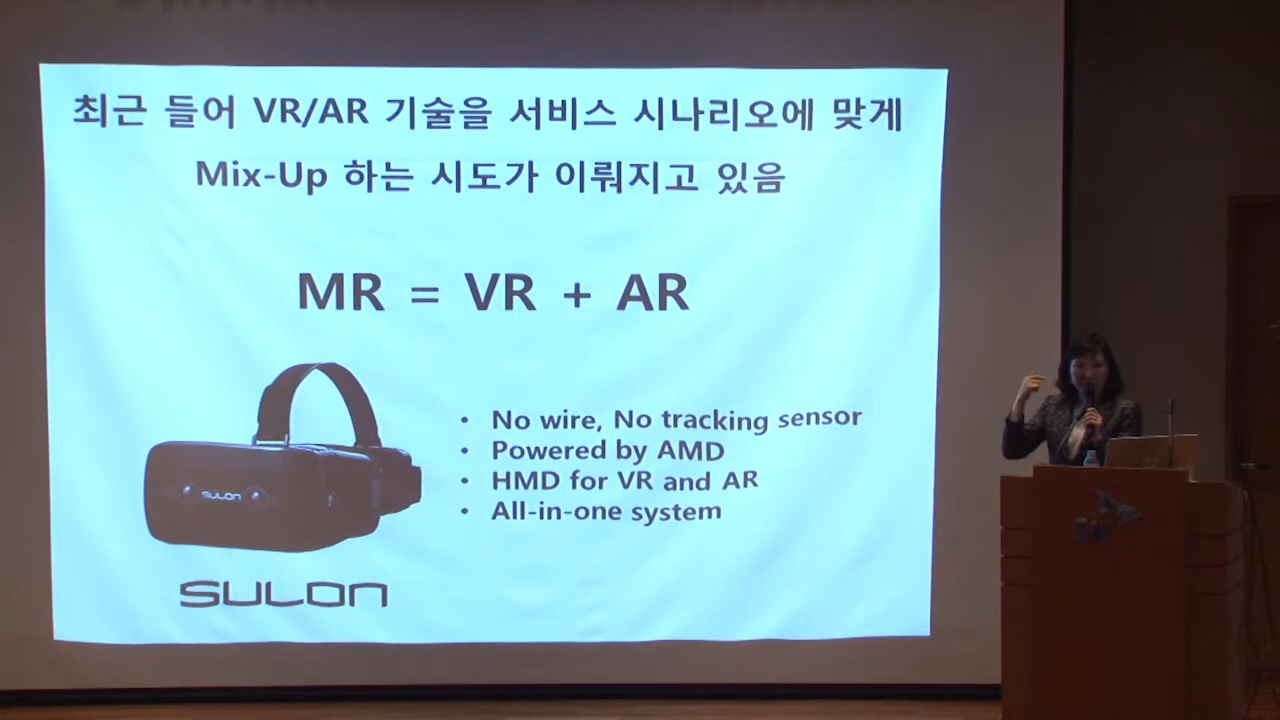 최근 들어 VR/AR 기술을 서비스 시나리오에 맞게
Mix-Up 하는 시도가 이뤄지고 있음
MR = VR + AR
• No wire, No tracking sensor
• Powered by AMD
• HMD for VR and AR
• All-in-one system
SULON
SULON